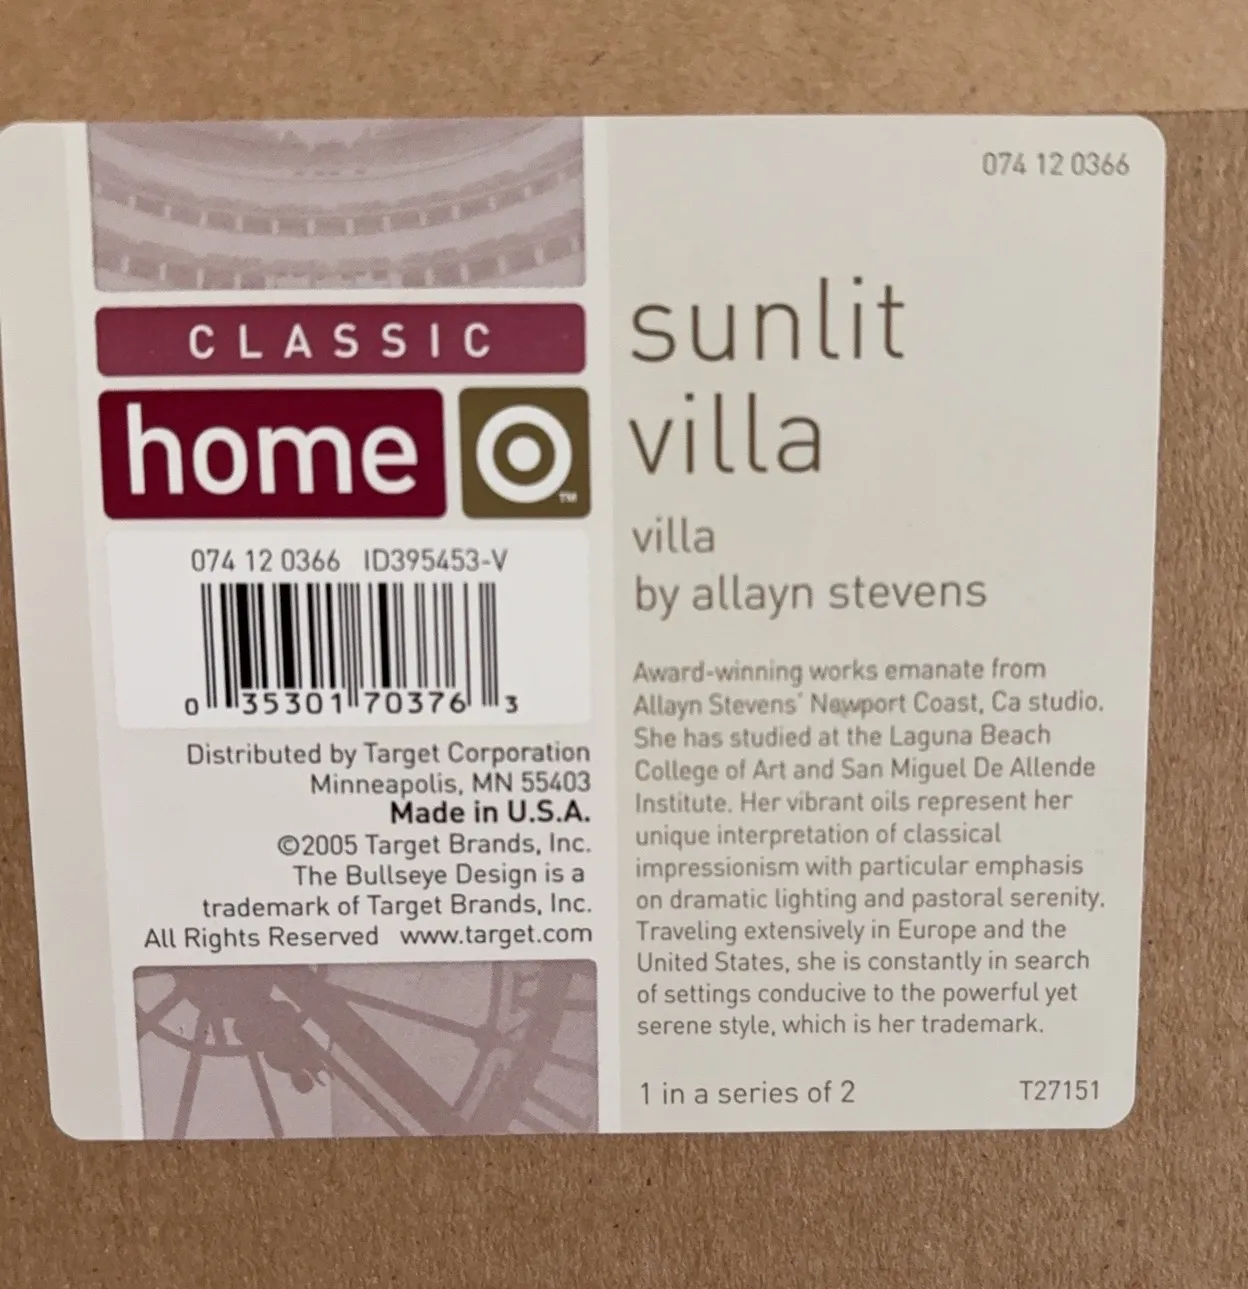 074 12 0366
CLASSIC
home
TM
074 12 0366 ID395453-V
0 35301 70376 3
Distributed by Target Corporation
Minneapolis, MN 55403
Made in U.S.A.
©2005 Target Brands, Inc.
The Bullseye Design is a
trademark of Target Brands, Inc.
All Rights Reserved www.target.com
sunlit
villa
villa
by allayn stevens
Award-winning works emanate from
Allayn Stevens' Newport Coast, Ca studio.
She has studied at the Laguna Beach
College of Art and San Miguel De Allende
Institute. Her vibrant oils represent her
unique interpretation of classical
impressionism with particular emphasis
on dramatic lighting and pastoral serenity.
Traveling extensively in Europe and the
United States, she is constantly in search
of settings conducive to the powerful yet
serene style, which is her trademark.
1 in a series of 2
T27151